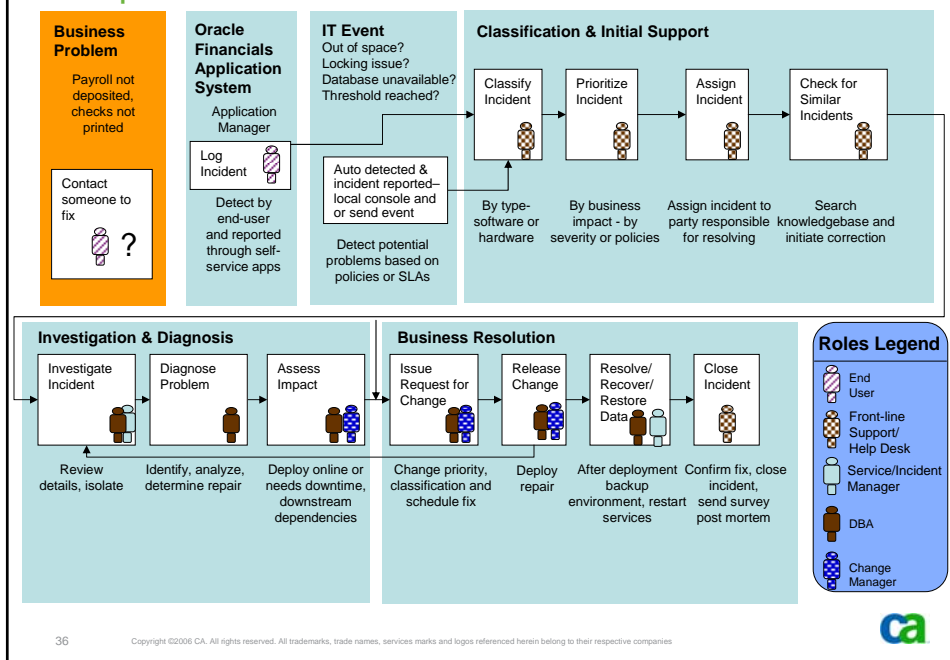 Business
Problem
Payroll not
deposited,
checks not
printed
Contact
someone to
fix
?
Oracle
Financials
Application
System
Application
Manager
Log
Incident
Detect by
end-user
and reported
through self-
service apps
IT Event
Out of space?
Locking issue?
Database unavailable?
Threshold reached?
Auto detected &
incident reported–
local console and
or send event
Detect potential
problems based on
policies or SLAs
Classification & Initial Support
Classify
Incident
By type-
software or
hardware
Prioritize
Incident
By business
impact - by
severity or policies
Assign
Incident
Assign incident to
party responsible
for resolving
Check for
Similar
Incidents
Search
knowledgebase and
initiate correction
Investigation & Diagnosis
Investigate
Incident
Review
details, isolate
Diagnose
Problem
Identify, analyze,
determine repair
Assess
Impact
Deploy online or
needs downtime,
downstream
dependencies
Business Resolution
Issue
Request for
Change
Change priority,
classification and
schedule fix
Release
Change
Deploy
repair
Resolve/
Recover/
Restore
Data
After deployment
backup
environment, restart
services
Close
Incident
Confirm fix, close
incident,
send survey
post mortem
Roles Legend
End
User
Front-line
Support/
Help Desk
Service/Incident
Manager
DBA
Change
Manager
36
Copyright ©2006 CA. All rights reserved. All trademarks, trade names, services marks and logos referenced herein belong to their respective companies
ca